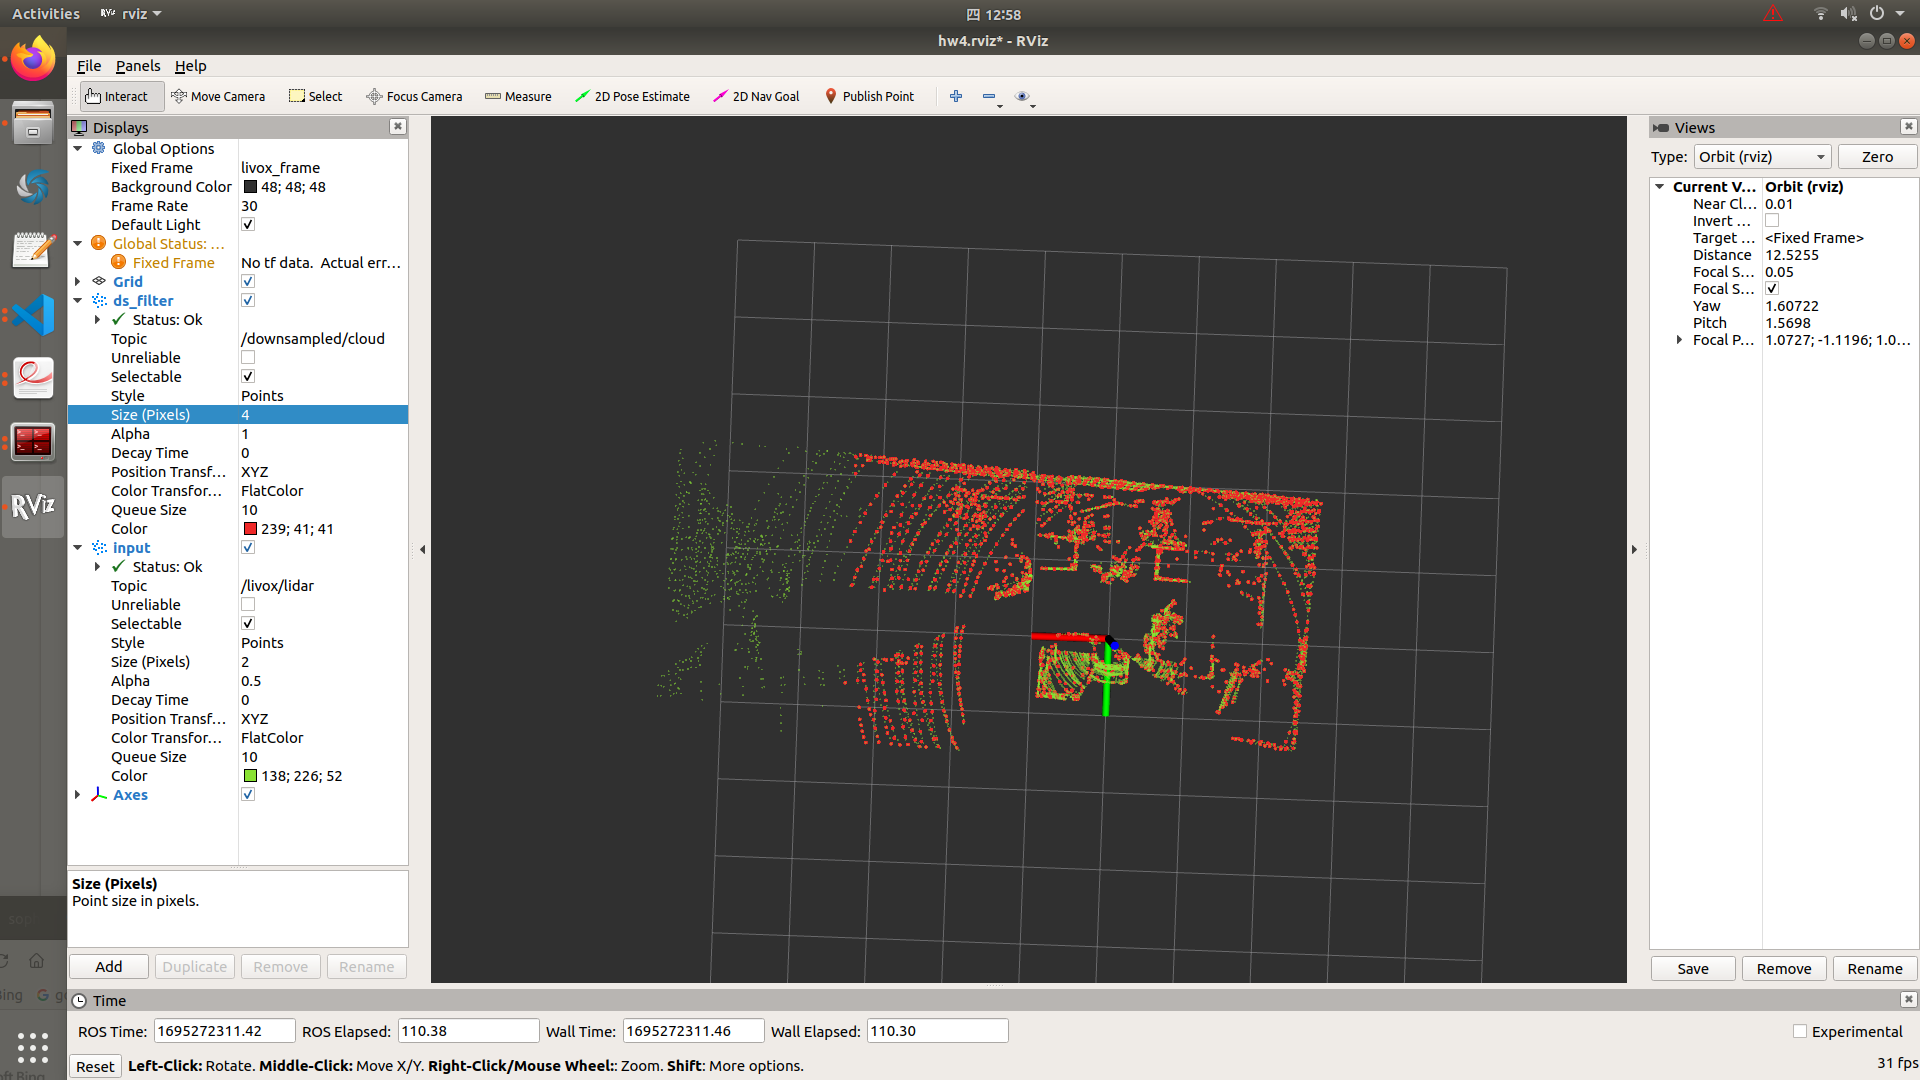 Activities
RViz rviz
四 12:58
hw4.rviz* - RViz
File Panels Help
Interact Move Camera Select Focus Camera Measure 2D Pose Estimate 2D Nav Goal Publish Point
Displays
Global Options
Fixed Frame livox_frame
Background Color 48; 48; 48
Frame Rate 30
Default Light
Global Status: ...
Fixed Frame No tf data. Actual err...
Grid
ds_filter
Status: Ok
Topic /downsampled/cloud
Unreliable
Selectable
Style Points
Size (Pixels) 4
Alpha 1
Decay Time 0
Position Transf... XYZ
Color Transfor... FlatColor
Queue Size 10
Color 239; 41; 41
input
Status: Ok
Topic /livox/lidar
Unreliable
Selectable
Style Points
Size (Pixels) 2
Alpha 0.5
Decay Time 0
Position Transf... XYZ
Color Transfor... FlatColor
Queue Size 10
Color 138; 226; 52
Axes
Size (Pixels)
Point size in pixels.
Add Duplicate Remove Rename
RViz
Views
Type: Orbit (rviz) Zero
Current V... Orbit (rviz)
Near Cl... 0.01
Invert ...
Target ... <Fixed Frame>
Distance 12.5255
Focal S... 0.05
Focal S...
Yaw 1.60722
Pitch 1.5698
Focal P... 1.0727; -1.1196; 1.0...
Save Remove Rename
Time
ROS Time: 1695272311.42 ROS Elapsed: 110.38 Wall Time: 1695272311.46 Wall Elapsed: 110.30 Experimental
Reset Left-Click: Rotate. Middle-Click: Move X/Y. Right-Click/Mouse Wheel:: Zoom. Shift: More options. 31 fps